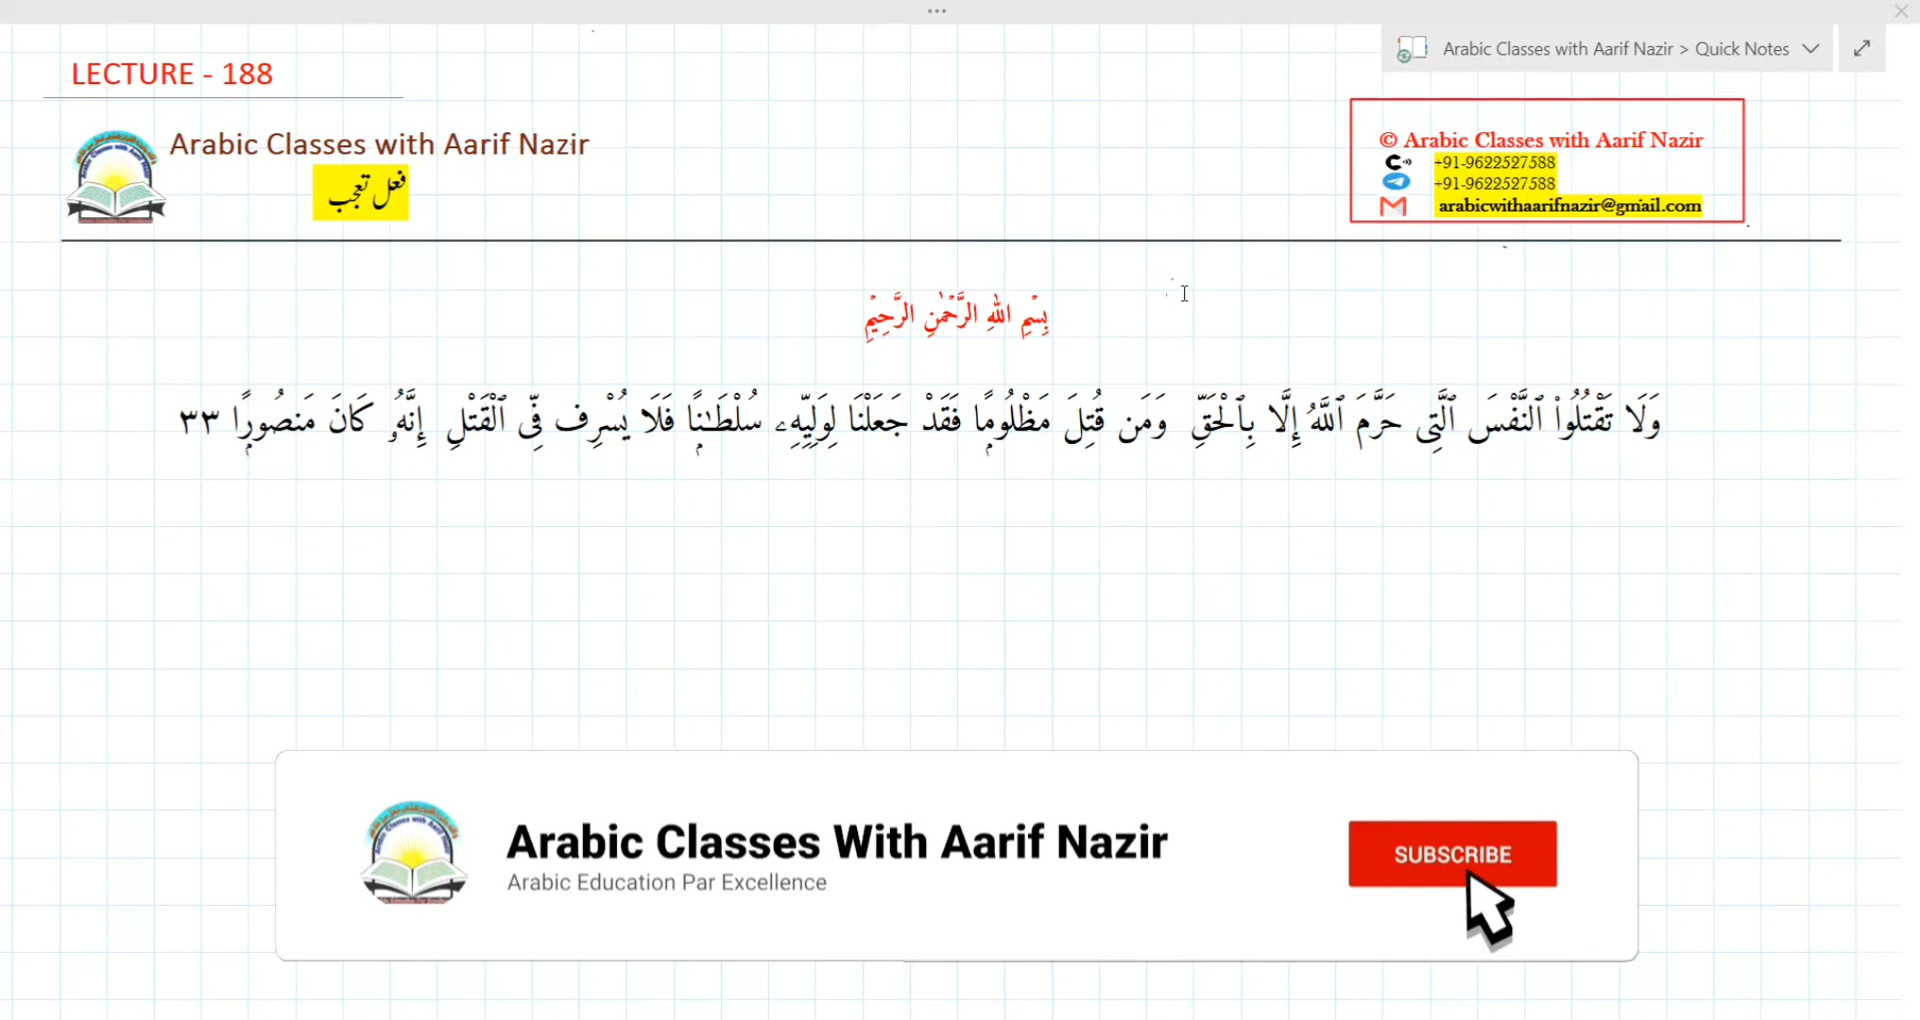 Arabic Classes with Aarif Nazir > Quick Notes
LECTURE - 188
Arabic Classes with Aarif Nazir
فعل تعجب
© Arabic Classes with Aarif Nazir
+91-9622527588
+91-9622527588
arabicwithaarifnazir@gmail.com
بِسْمِ اللهِ الرَّحْمٰنِ الرَّحِيْمِ
وَلَا تَقْتُلُوا۟ ٱلنَّفْسَ ٱلَّتِى حَرَّمَ ٱللَّهُ إِلَّا بِٱلْحَقِّ وَمَن قُتِلَ مَظْلُومًۭا فَقَدْ جَعَلْنَا لِوَلِيِّهِۦ سُلْطَـٰنًۭا فَلَا يُسْرِف فِّى ٱلْقَتْلِ إِنَّهُۥ كَانَ مَنصُورًۭا ٣٣
Arabic Classes With Aarif Nazir
Arabic Education Par Excellence
SUBSCRIBE